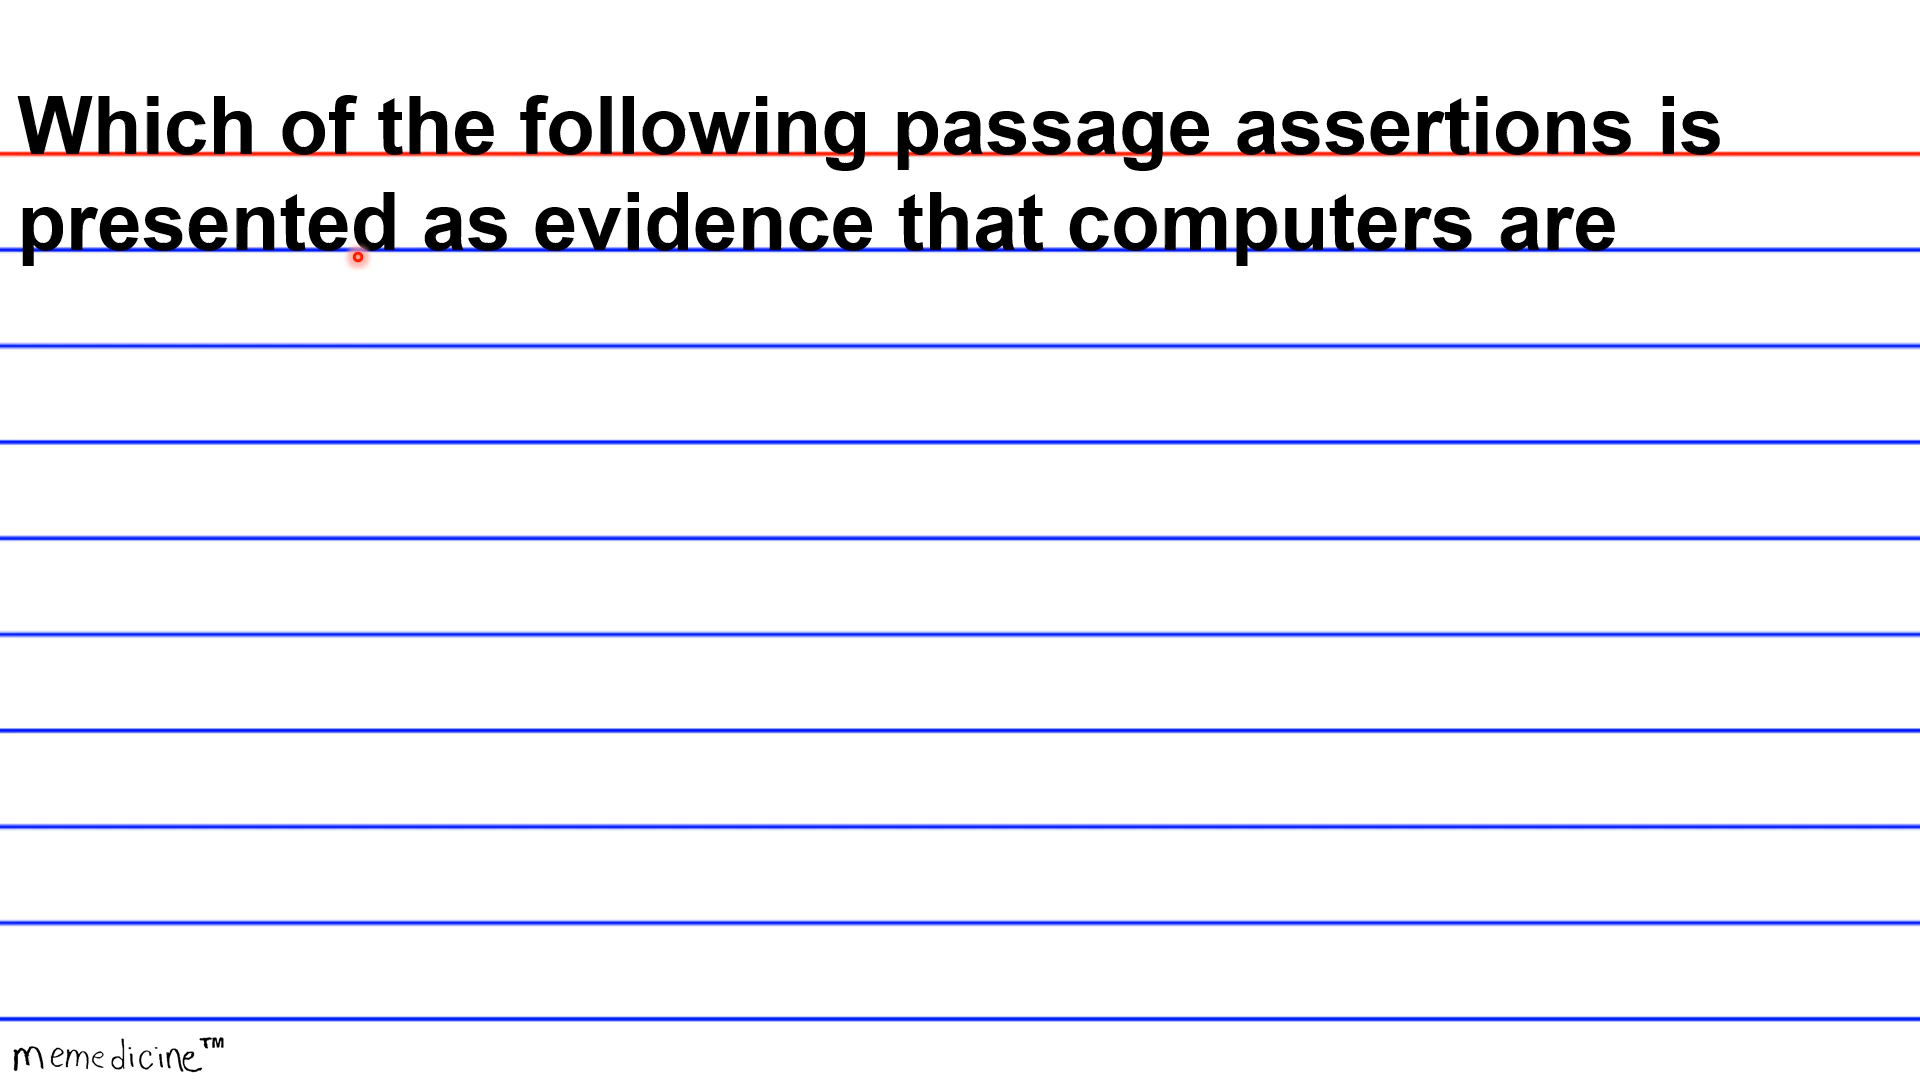 Which of the following passage assertions is
presented as evidence that computers are
memedicine™